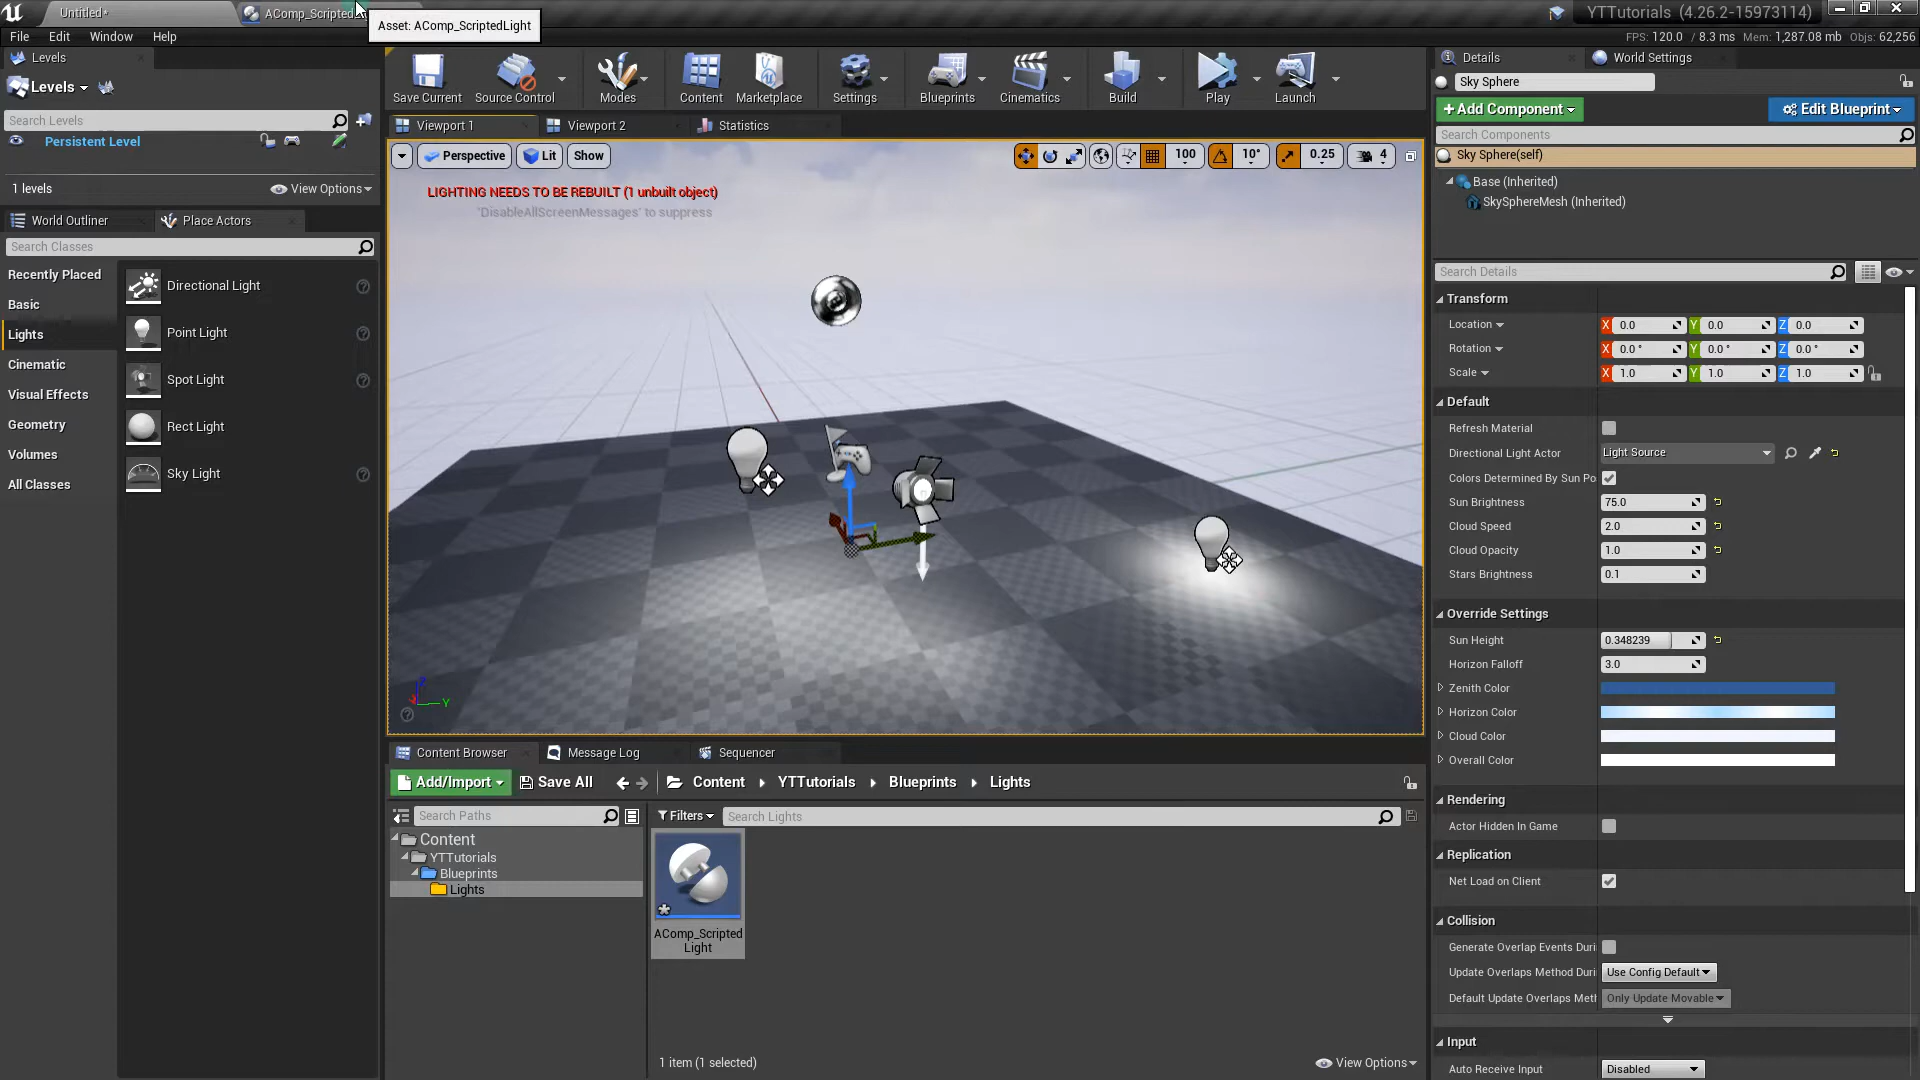 Untitled*
AComp_Scripted
Asset: AComp_ScriptedLight
YTTutorials (4.26.2-15973114)
File Edit Window Help
FPS: 120.0 / 8.3 ms Mem: 1,287.08 mb Objs: 62,256
Levels
Levels
Search Levels
Persistent Level
1 levels
View Options
Save Current
Source Control
Modes
Content
Marketplace
Settings
Blueprints
Cinematics
Build
Play
Launch
Viewport 1
Viewport 2
Statistics
Perspective
Lit
Show
100
10°
0.25
4
LIGHTING NEEDS TO BE REBUILT (1 unbuilt object)
'DisableAllScreenMessages' to suppress
Z
Y
World Outliner
Place Actors
Search Classes
Recently Placed
Basic
Lights
Cinematic
Visual Effects
Geometry
Volumes
All Classes
Directional Light
Point Light
Spot Light
Rect Light
Sky Light
Content Browser
Message Log
Sequencer
Add/Import
Save All
Content
YTTutorials
Blueprints
Lights
Search Paths
Filters
Search Lights
Content
YTTutorials
Blueprints
Lights
AComp_Scripted
Light
1 item (1 selected)
View Options
Details
World Settings
Sky Sphere
+Add Component
Edit Blueprint
Search Components
Sky Sphere(self)
Base (Inherited)
SkySphereMesh (Inherited)
Search Details
Transform
Location X 0.0 Y 0.0 Z 0.0
Rotation X 0.0 ° Y 0.0 ° Z 0.0 °
Scale X 1.0 Y 1.0 Z 1.0
Default
Refresh Material
Directional Light Actor Light Source
Colors Determined By Sun Po
Sun Brightness 75.0
Cloud Speed 2.0
Cloud Opacity 1.0
Stars Brightness 0.1
Override Settings
Sun Height 0.348239
Horizon Falloff 3.0
Zenith Color
Horizon Color
Cloud Color
Overall Color
Rendering
Actor Hidden In Game
Replication
Net Load on Client
Collision
Generate Overlap Events Duri
Update Overlaps Method Duri Use Config Default
Default Update Overlaps Meth Only Update Movable
Input
Auto Receive Input Disabled